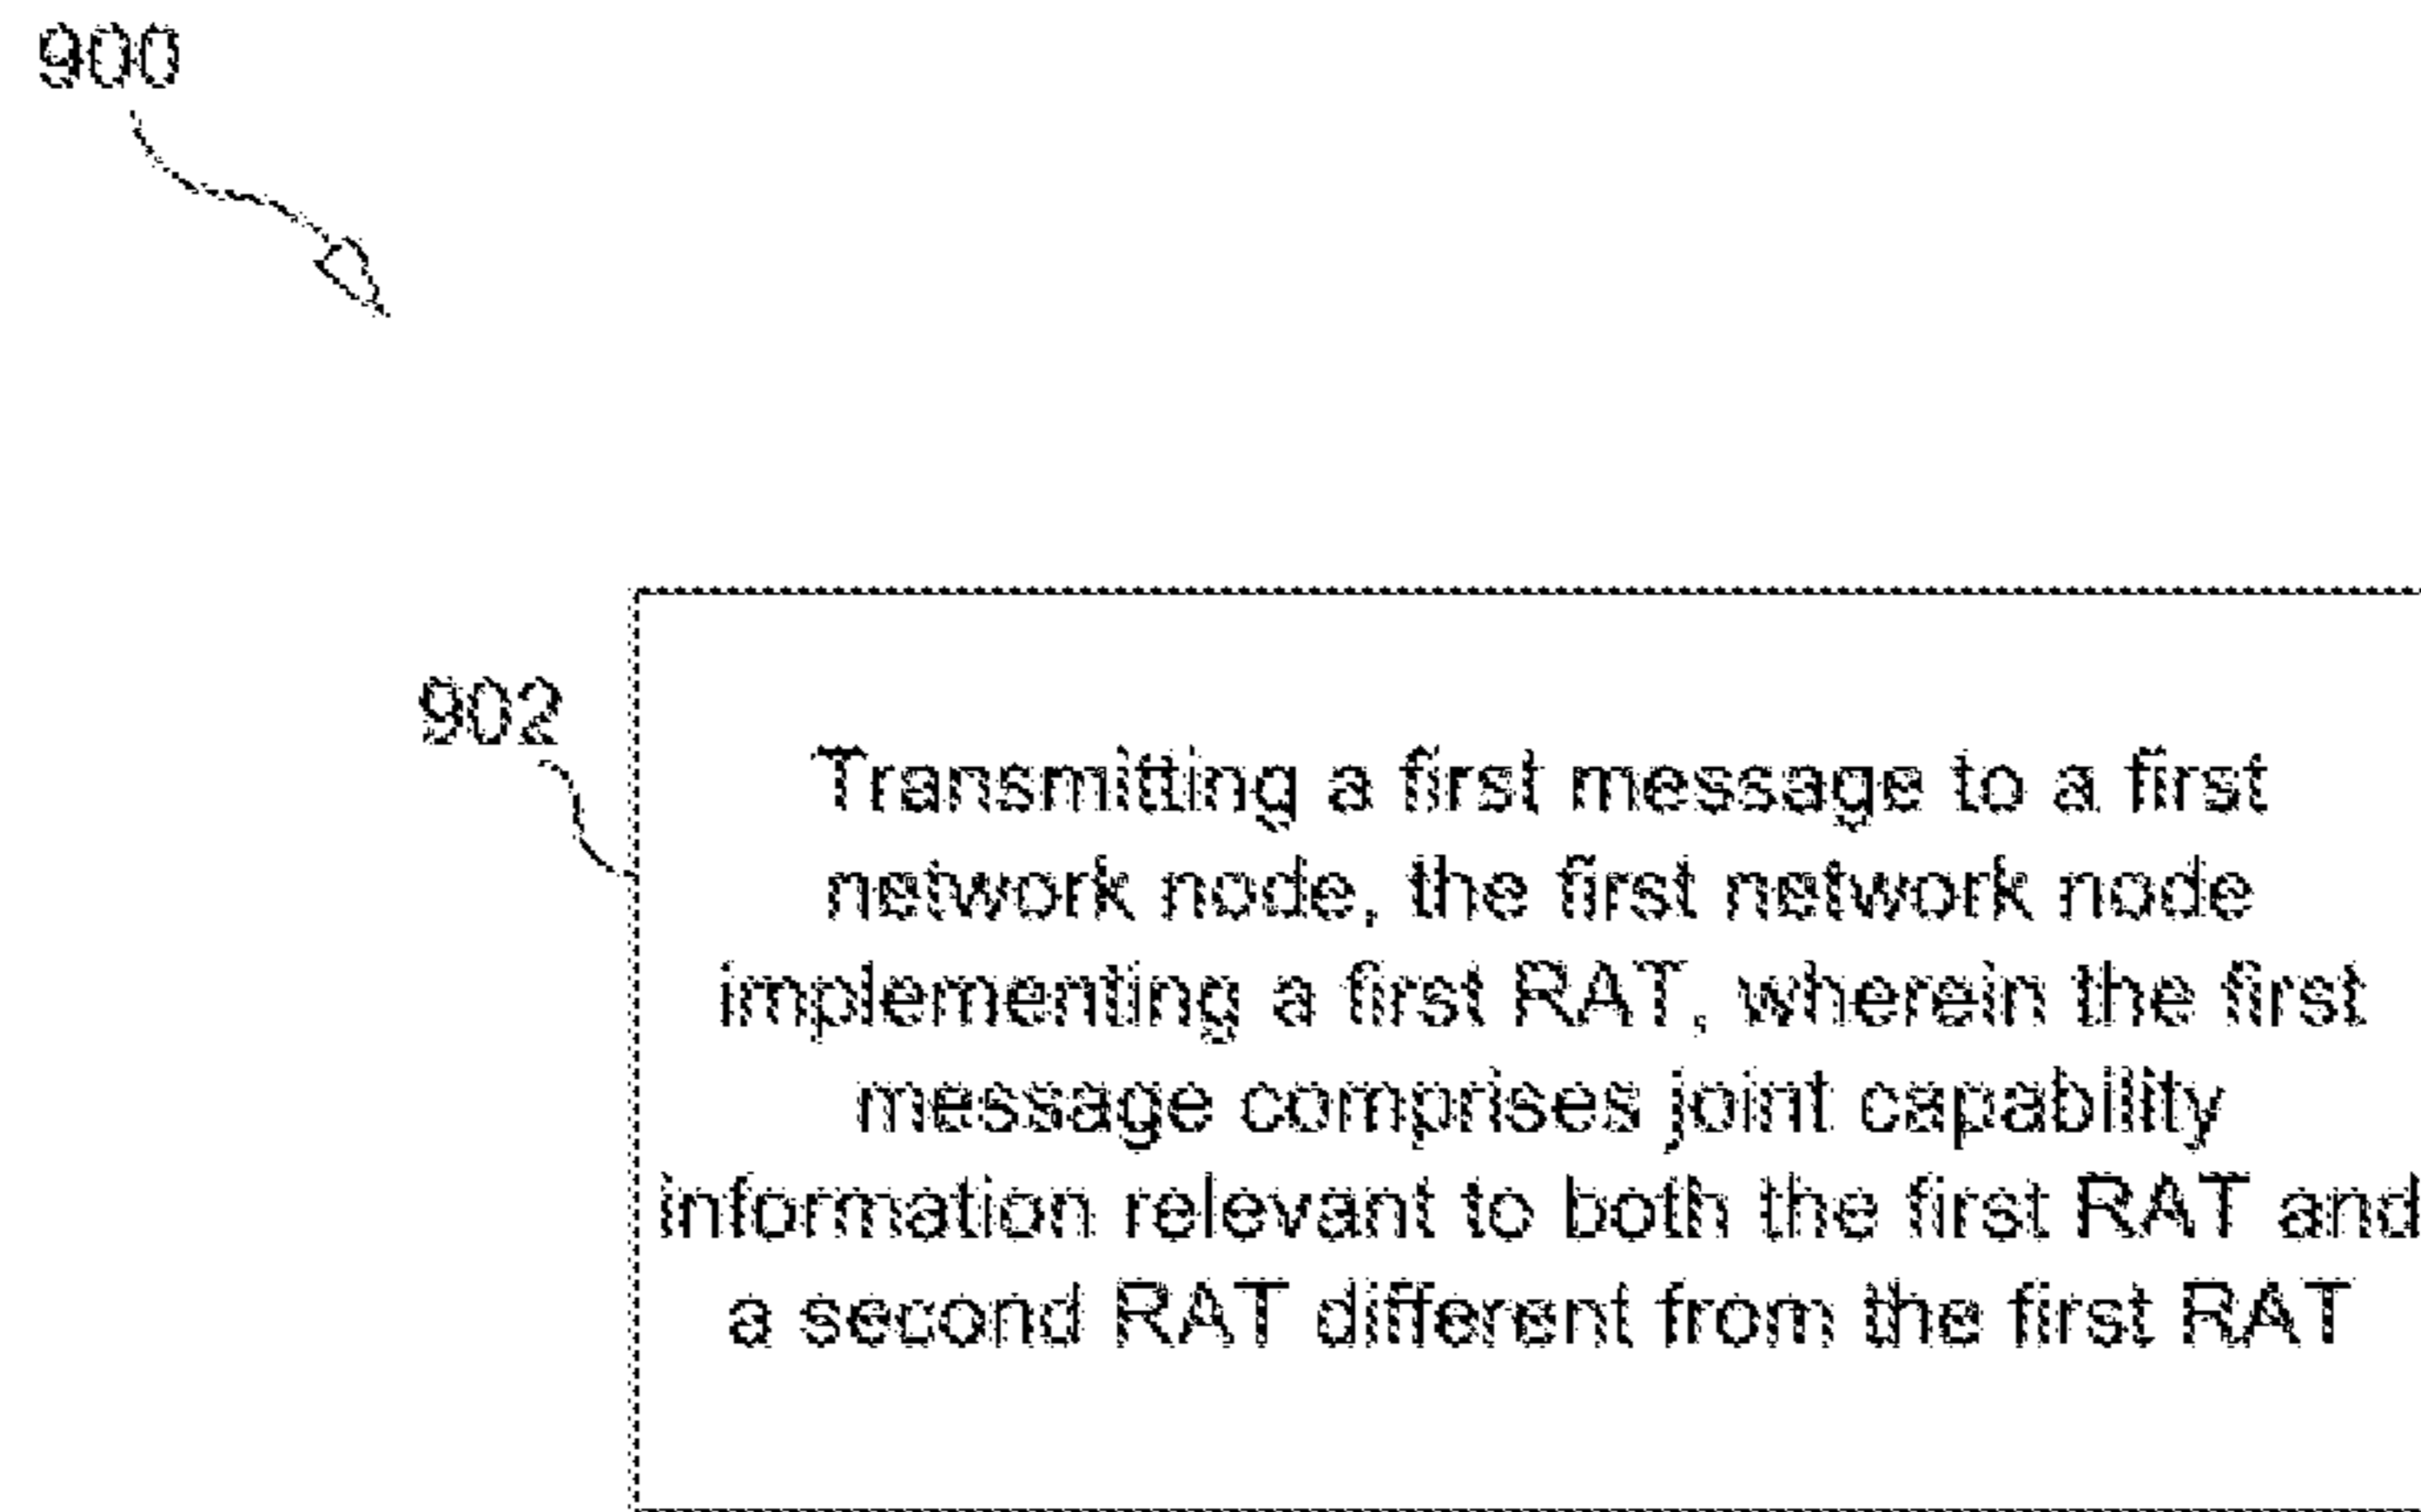 900
902
Transmitting a first message to a first
network node, the first network node
implementing a first RAT, wherein the first
message comprises joint capability
information relevant to both the first RAT and
a second RAT different from the first RAT